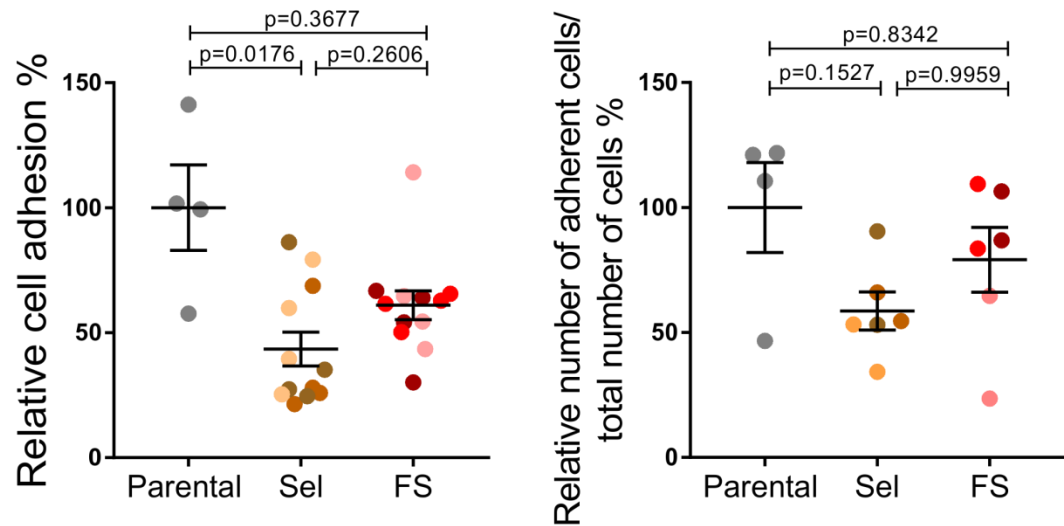 Relative cell adhesion %
p=0.3677
p=0.0176
p=0.2606
150
100
50
0
Parental
Sel
FS
Relative number of adherent cells/
total number of cells %
p=0.8342
p=0.1527
p=0.9959
150
100
50
0
Parental
Sel
FS